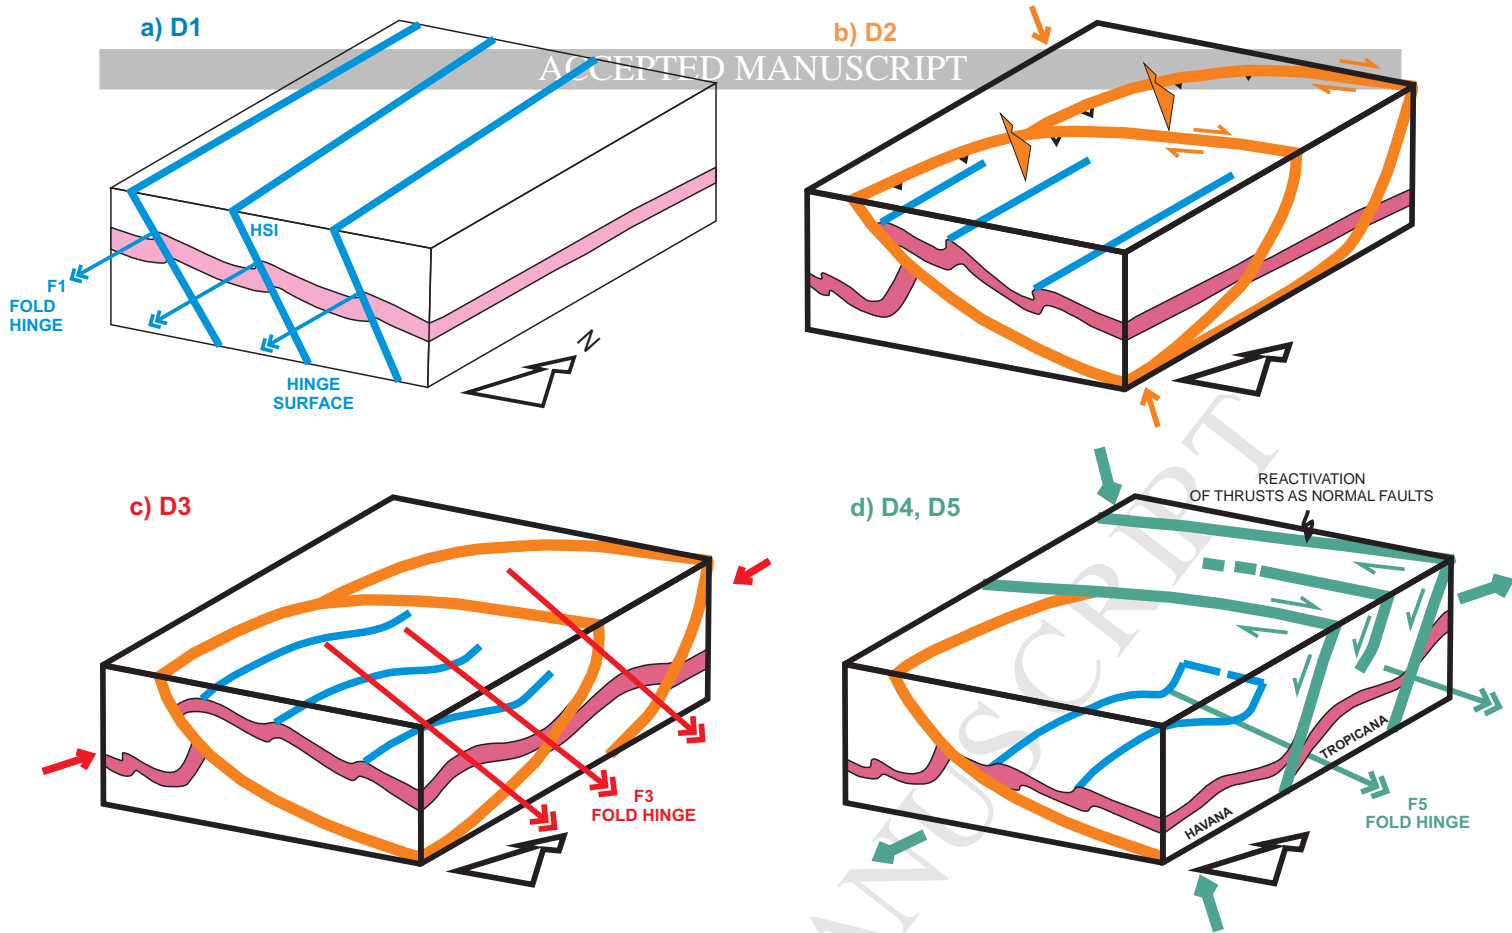 a) D1
b) D2
ACCEPTED MANUSCRIPT
HSI
F1
FOLD
HINGE
HINGE
SURFACE
N
c) D3
F3
FOLD HINGE
d) D4, D5
REACTIVATION
OF THRUSTS AS NORMAL FAULTS
TROPICANA
HAVANA
F5
FOLD HINGE
ANUSCRIPT